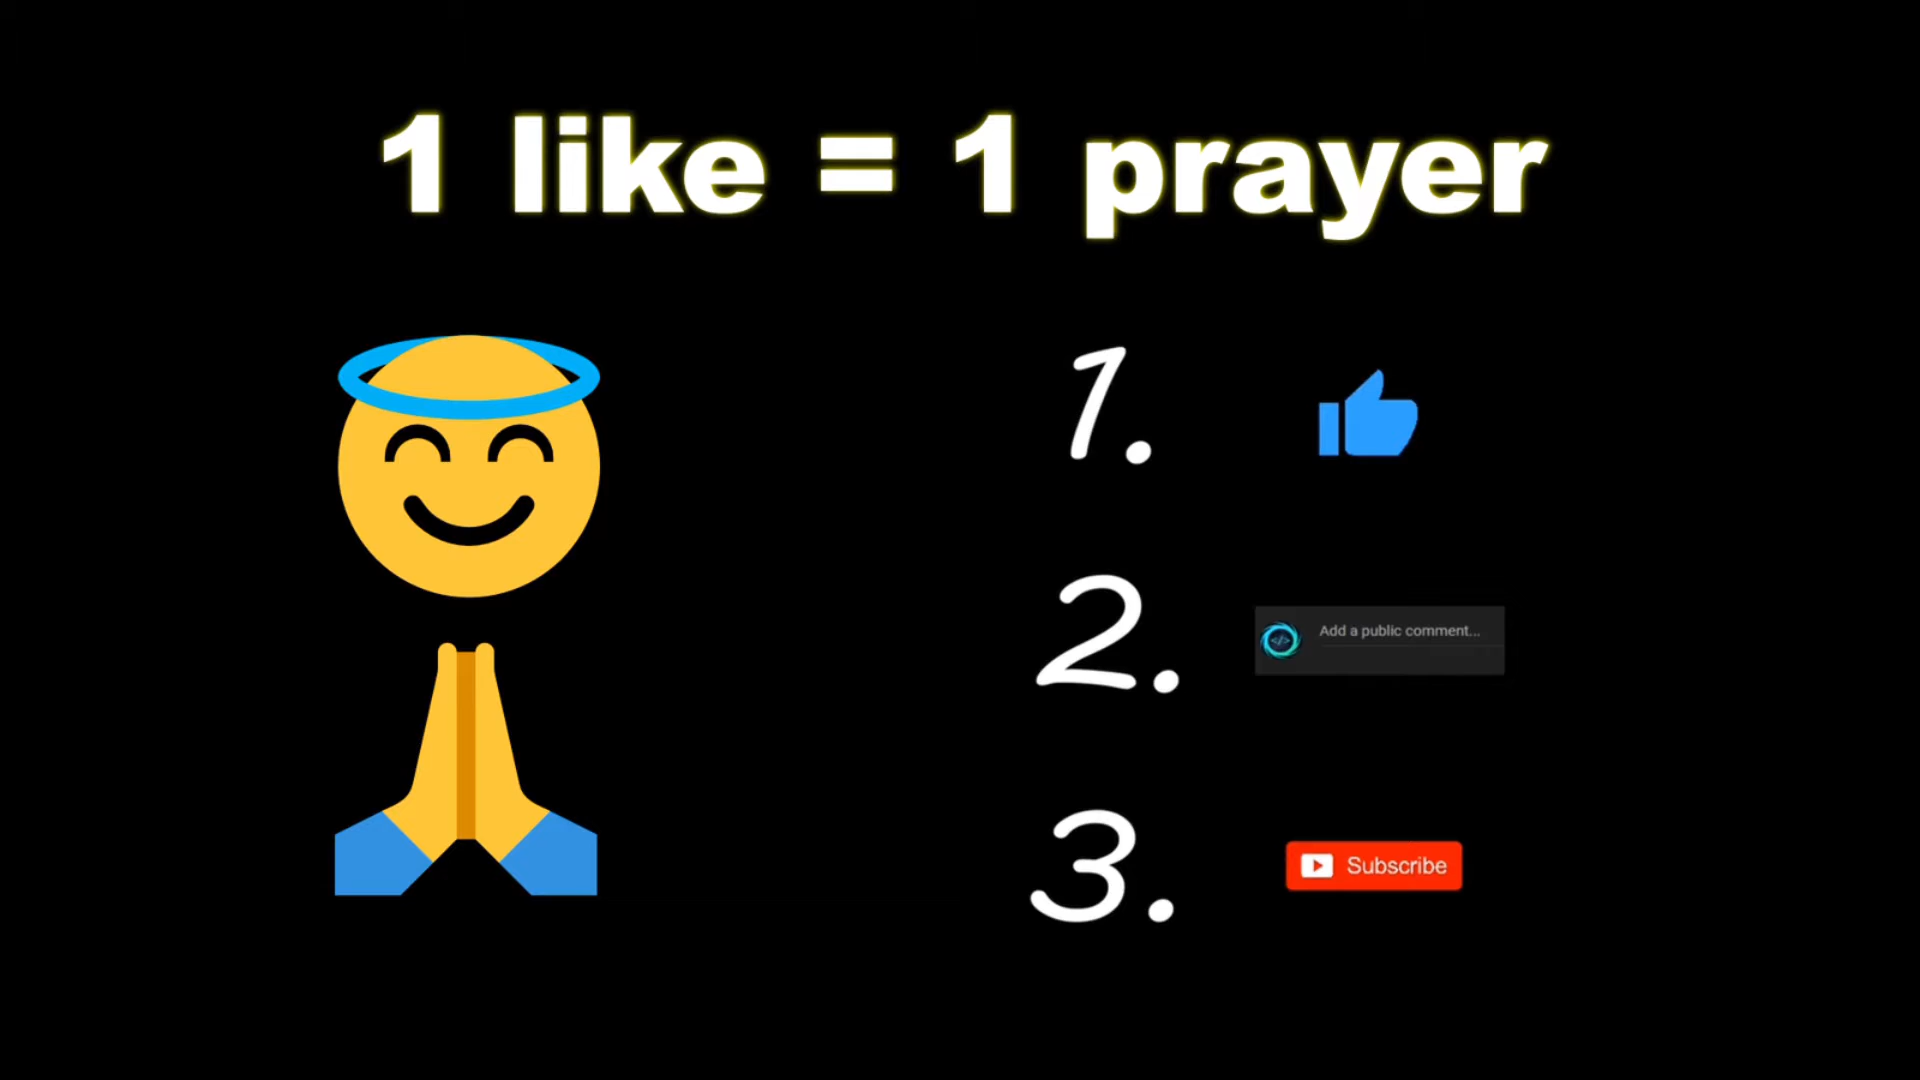 1 like = 1 prayer
1.
2. Add a public comment...
3. Subscribe